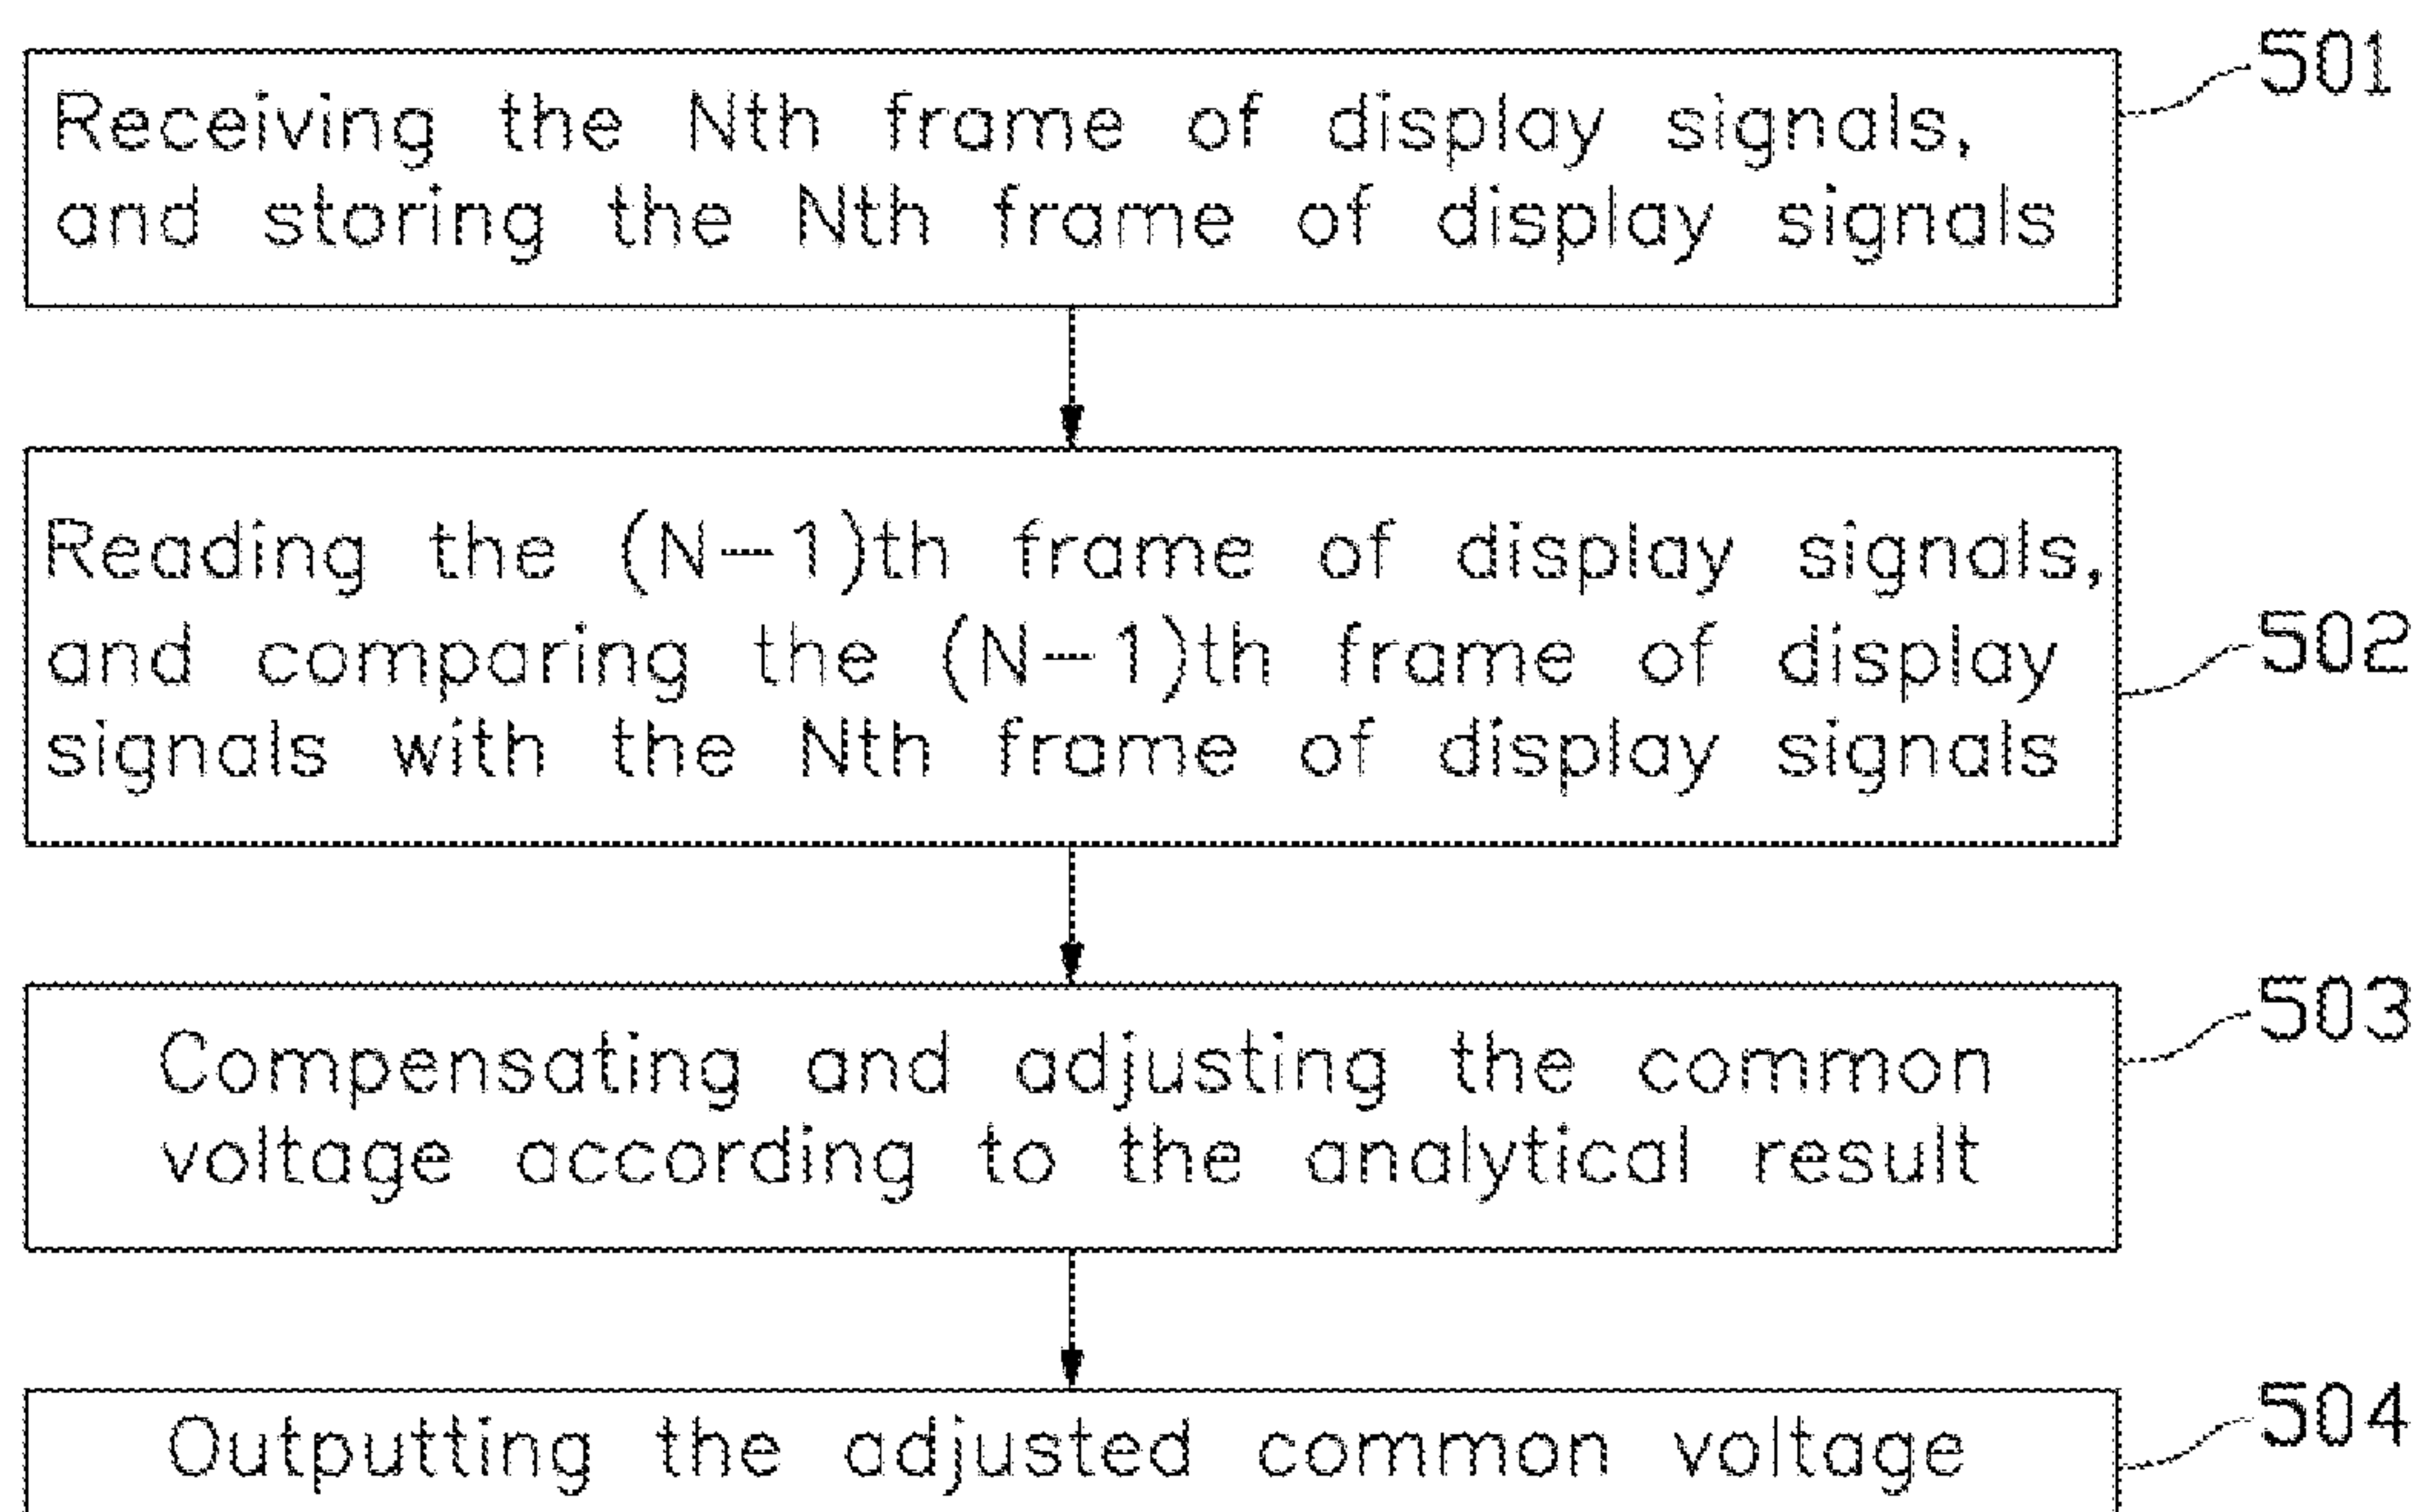 Receiving the Nth frame of display signals,
and storing the Nth frame of display signals
501
Reading the (N-1)th frame of display signals,
and comparing the (N-1)th frame of display
signals with the Nth frame of display signals
502
Compensating and adjusting the common
voltage according to the analytical result
503
Outputting the adjusted common voltage
504